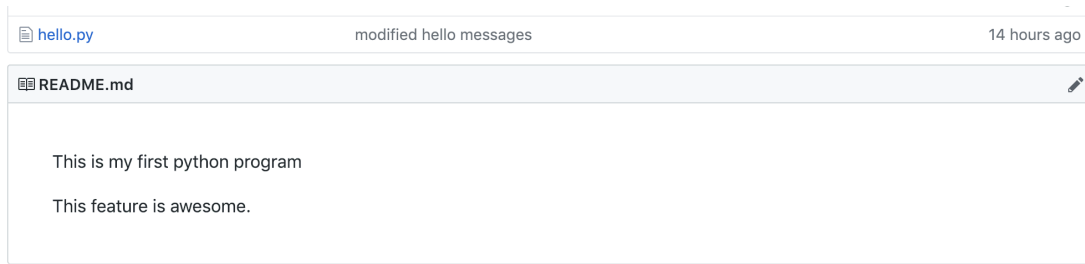 hello.py modified hello messages 14 hours ago
README.md
This is my first python program
This feature is awesome.